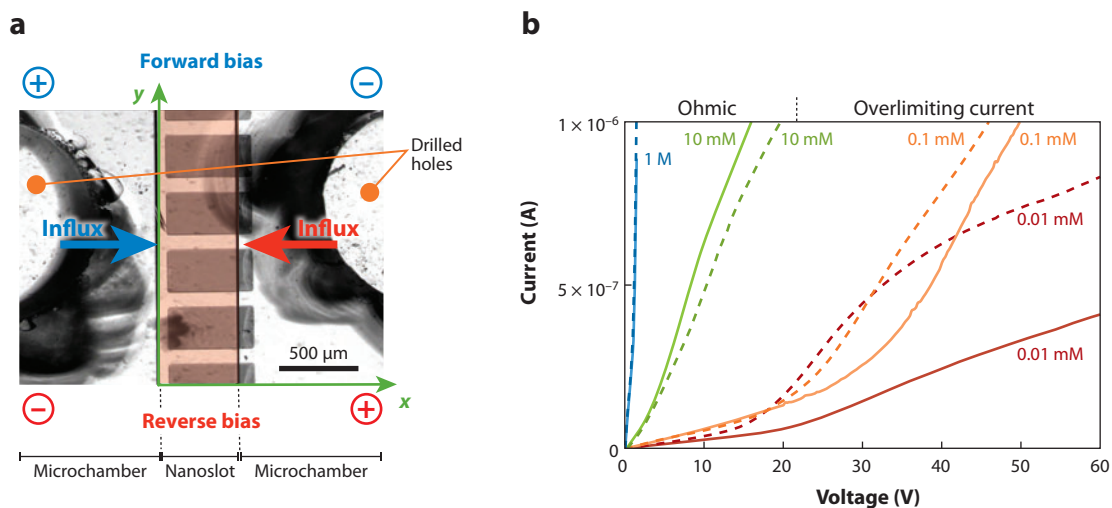 a
Forward bias
+
−
y
Drilled
holes
Influx
Influx
500 µm
x
−
+
Reverse bias
Microchamber
Nanoslot
Microchamber
b
Ohmic
Overlimiting current
1 × 10⁻⁶
10 mM
10 mM
0.1 mM
0.1 mM
1 M
0.01 mM
Current (A)
5 × 10⁻⁷
0.01 mM
0
0
10
20
30
40
50
60
Voltage (V)